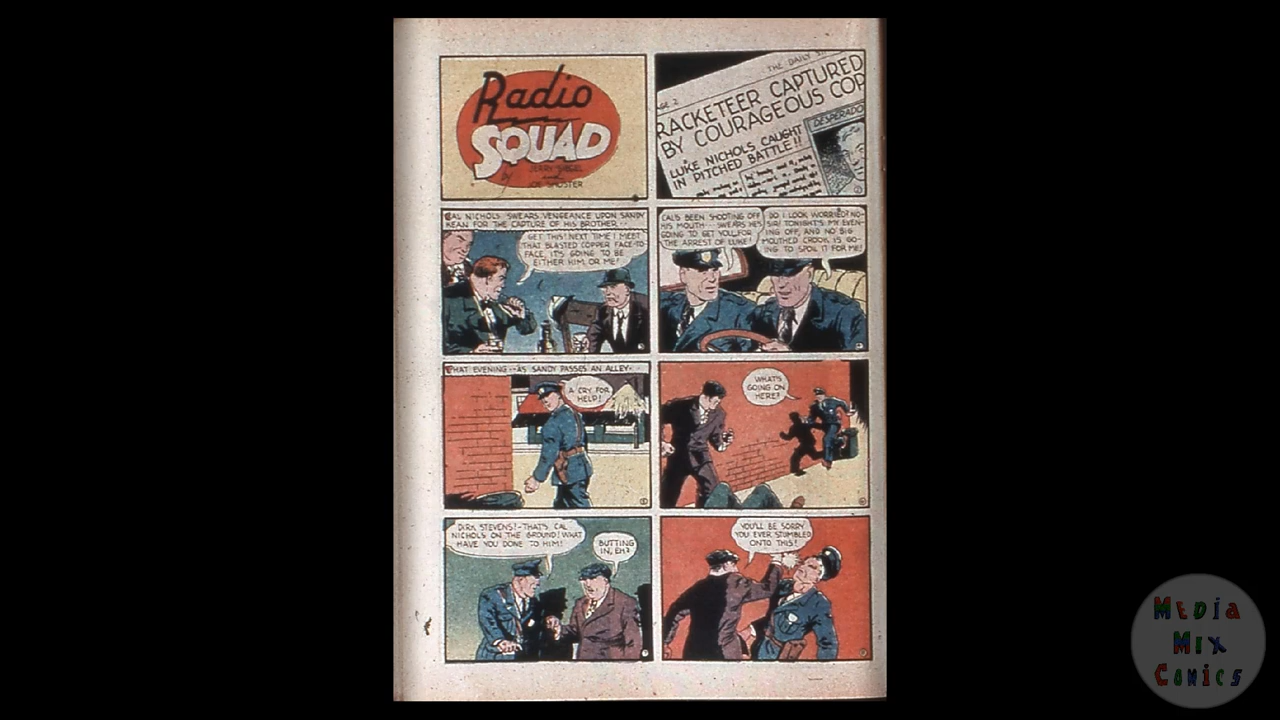 Radio
SQUAD
by JERRY SIEGEL
and
JOE SHUSTER
THE DAILY
PAGE 2
RACKETEER CAPTURED
BY COURAGEOUS COP
LUKE NICHOLS CAUGHT
IN PITCHED BATTLE!!
DESPERADO
CAL NICHOLS SWEARS VENGEANCE UPON SANDY
KEAN FOR THE CAPTURE OF HIS BROTHER --
GET THIS! NEXT TIME I MEET
THAT BLASTED COPPER FACE-TO-
FACE, IT'S GOING TO BE
EITHER HIM, OR ME!
CAL'S BEEN SHOOTING OFF
HIS MOUTH -- SWEARS HE'S
GOING TO GET YOU FOR
THE ARREST OF LUKE!
DO I LOOK WORRIED? NO-
SIR! TONIGHT'S MY EVEN-
ING OFF, AND NO BIG
MOUTHED CROOK IS GO-
ING TO SPOIL IT FOR ME!
THAT EVENING -- AS SANDY PASSES AN ALLEY --
A CRY FOR
HELP!
WHAT'S
GOING ON
HERE?
DIRK STEVENS! - THAT'S CAL
NICHOLS ON THE GROUND! WHAT
HAVE YOU DONE TO HIM?
BUTTING
IN, EH?
YOU'LL BE SORRY
YOU EVER STUMBLED
ONTO THIS!
MEDIA
MIX
COMICS